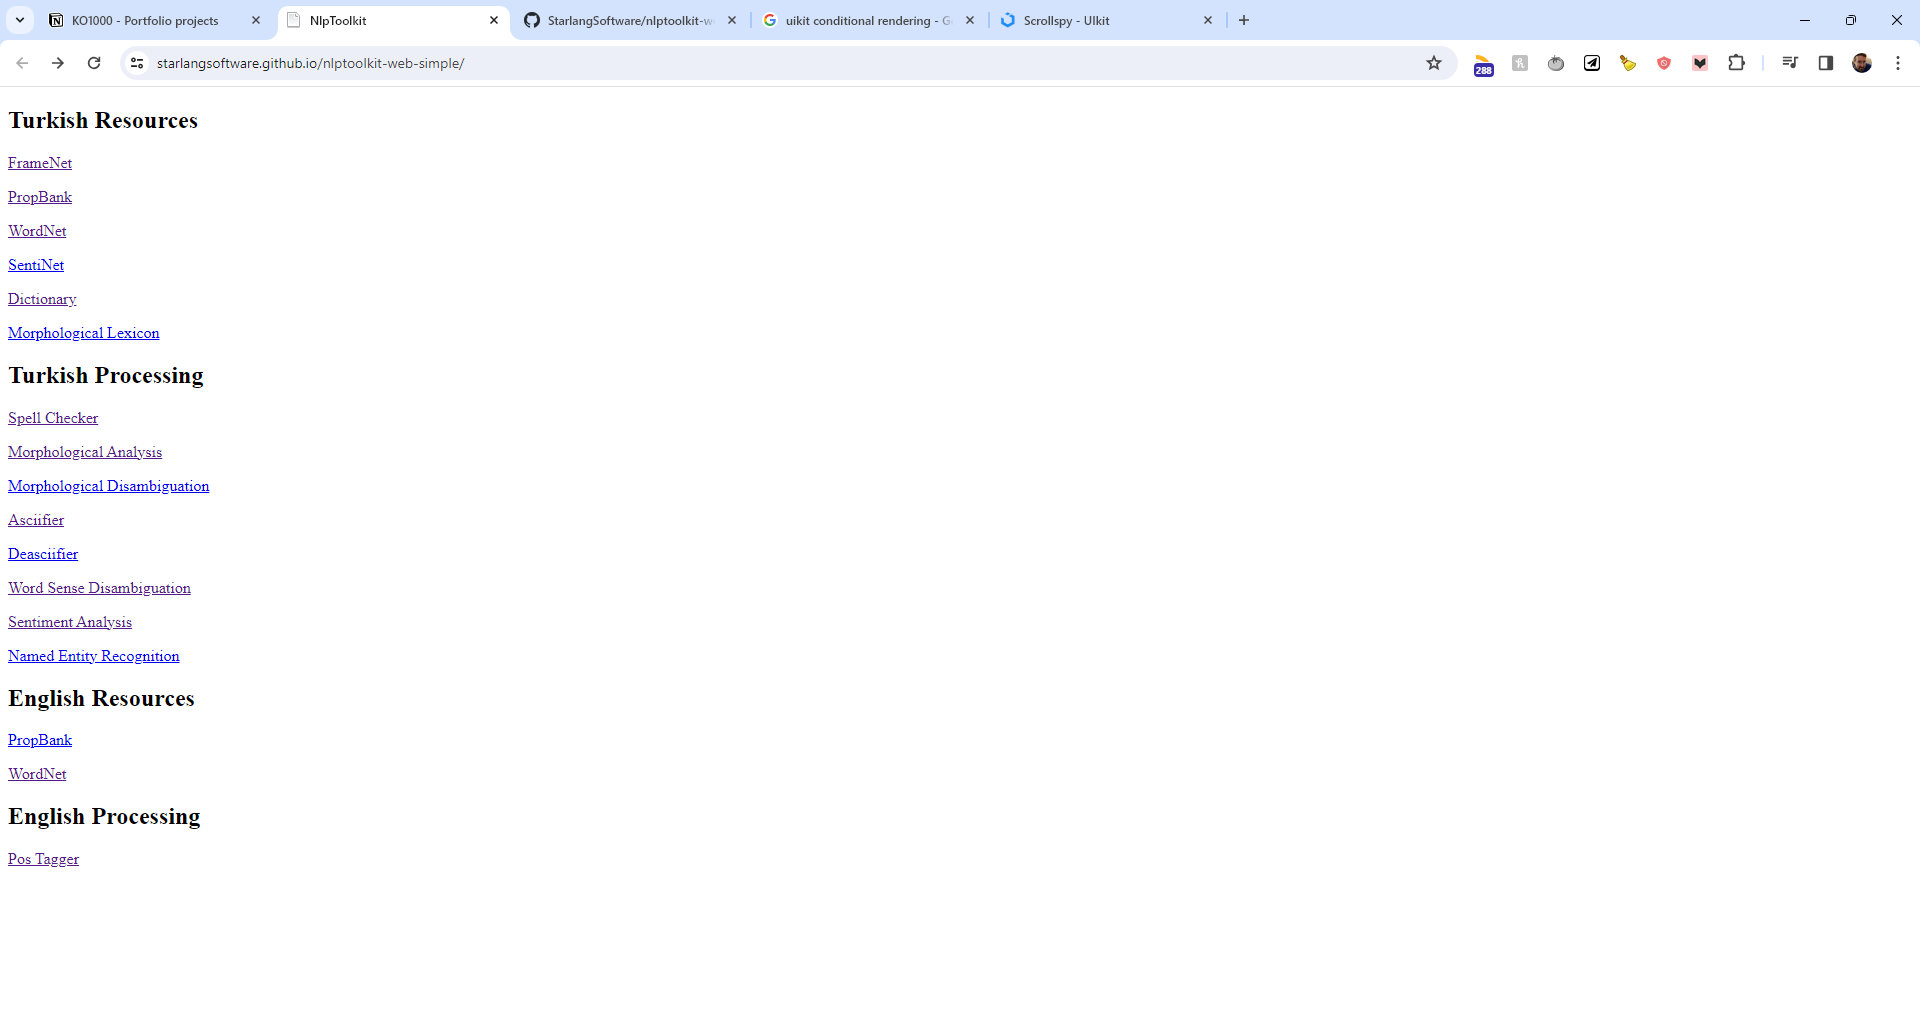 KO1000 - Portfolio projects
NlpToolkit
StarlangSoftware/nlptoolkit-w
uikit conditional rendering - G
Scrollspy - UIkit
starlangsoftware.github.io/nlptoolkit-web-simple/
288
Turkish Resources
FrameNet
PropBank
WordNet
SentiNet
Dictionary
Morphological Lexicon
Turkish Processing
Spell Checker
Morphological Analysis
Morphological Disambiguation
Asciifier
Deasciifier
Word Sense Disambiguation
Sentiment Analysis
Named Entity Recognition
English Resources
PropBank
WordNet
English Processing
Pos Tagger